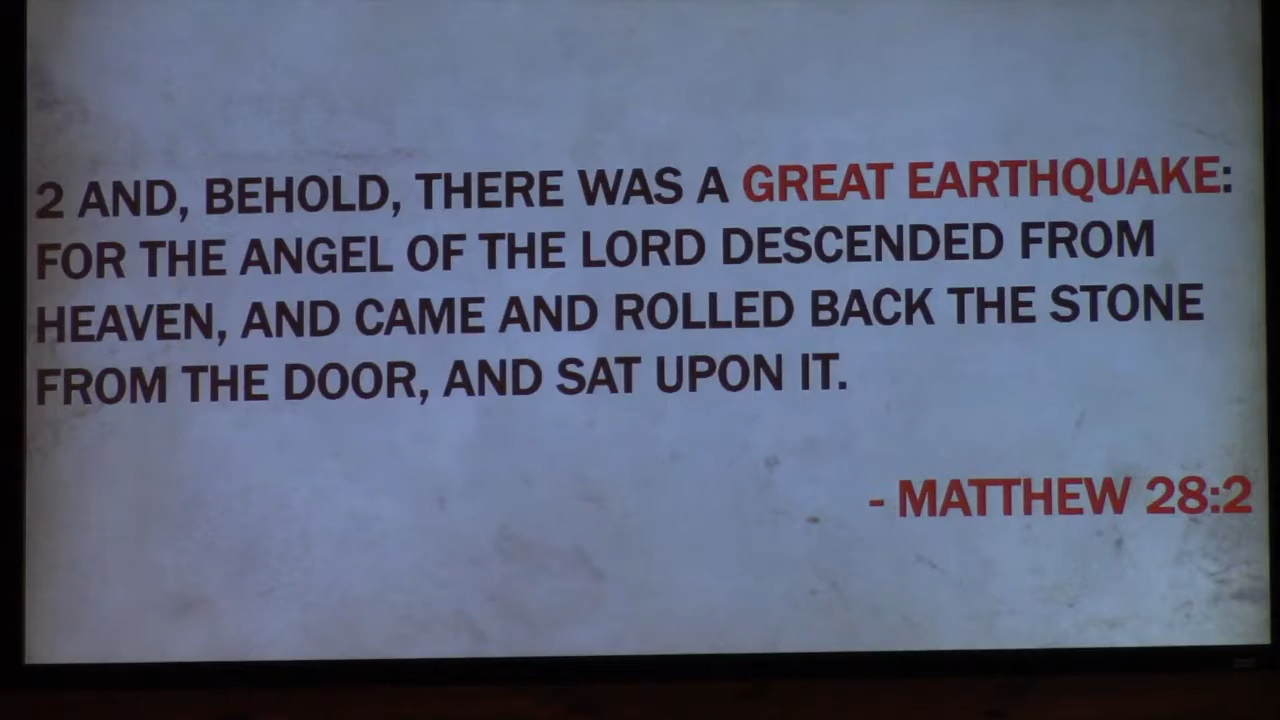 2 AND, BEHOLD, THERE WAS A GREAT EARTHQUAKE:
FOR THE ANGEL OF THE LORD DESCENDED FROM
HEAVEN, AND CAME AND ROLLED BACK THE STONE
FROM THE DOOR, AND SAT UPON IT.
- MATTHEW 28:2